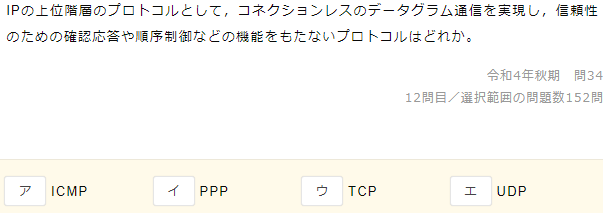 IPの上位階層のプロトコルとして，コネクションレスのデータグラム通信を実現し，信頼性
のための確認応答や順序制御などの機能をもたないプロトコルはどれか。
令和4年秋期　問34
12問目／選択範囲の問題数152問
ア ICMP イ PPP ウ TCP エ UDP